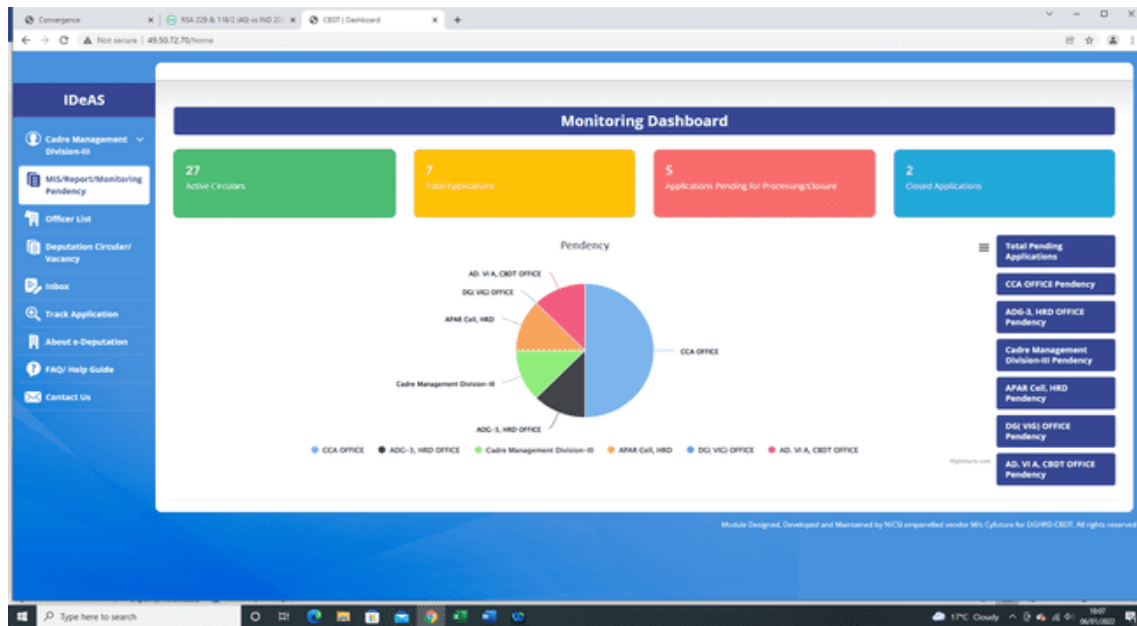 Convergence
RSA 229 & 118/2 (40) vs IND 20
CBDT | Dashboard
Not secure | 49.50.72.70/home
IDeAS
Cadre Management
Division-III
MIS/Report/Monitoring
Pendency
Officer List
Deputation Circular/
Vacancy
Inbox
Track Application
About e-Deputation
FAQ/ Help Guide
Contact Us
Monitoring Dashboard
27
Active Circulars
7
Total Applications
5
Applications Pending for Processing/Closure
2
Closed Applications
Pendency
AD. VI A, CBDT OFFICE
DG( VIG) OFFICE
APAR Cell, HRD
CCA OFFICE
Cadre Management Division-III
ADG-3, HRD OFFICE
CCA OFFICE ADG-3, HRD OFFICE Cadre Management Division-III APAR Cell, HRD DG( VIG) OFFICE AD. VI A, CBDT OFFICE
Highcharts.com
Total Pending
Applications
CCA OFFICE Pendency
ADG-3, HRD OFFICE
Pendency
Cadre Management
Division-III Pendency
APAR Cell, HRD
Pendency
DG( VIG) OFFICE
Pendency
AD. VI A, CBDT OFFICE
Pendency
Module Designed, Developed and Maintained by NICSI empanelled vendor M/s Cyfuture for DGHRD-CBDT. All rights reserved
Type here to search
17°C Cloudy
18:07
06/01/2022